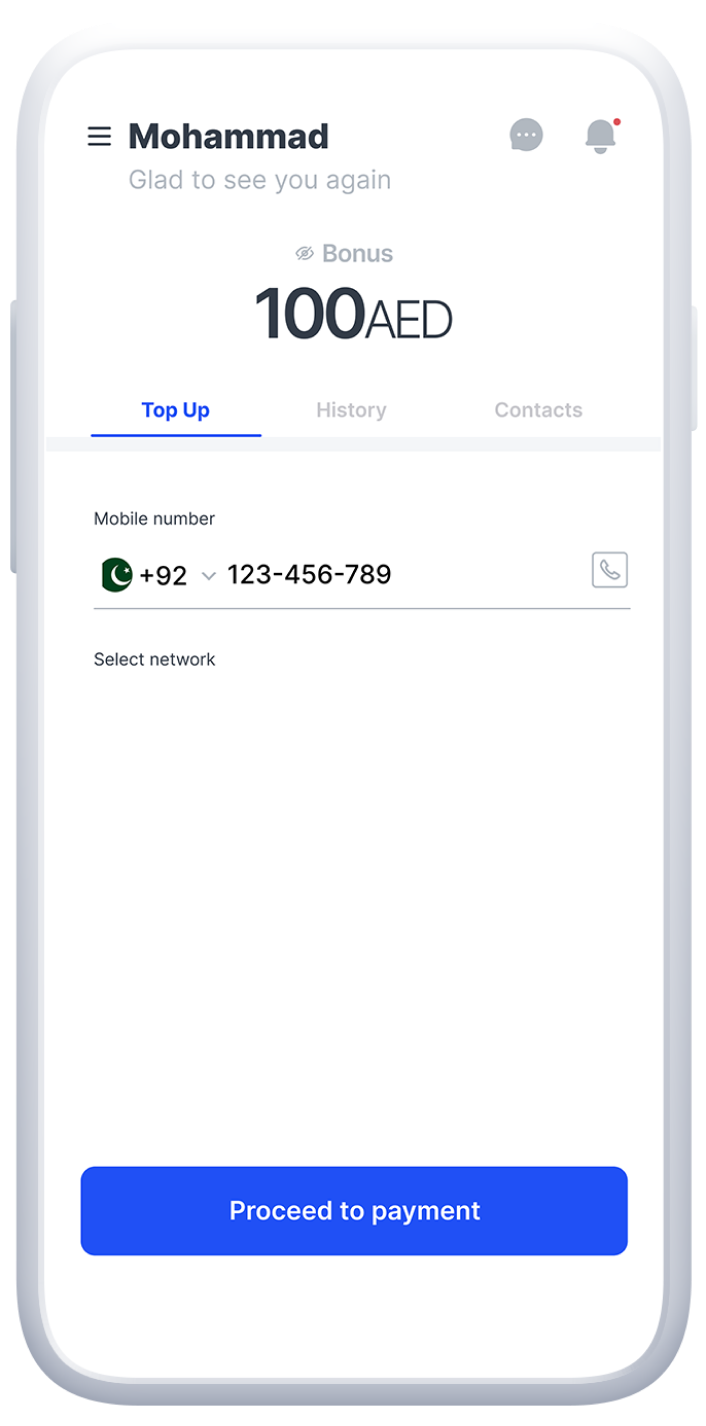 Mohammad
Glad to see you again
Bonus
100AED
Top Up History Contacts
Mobile number
+92 123-456-789
Select network
Proceed to payment